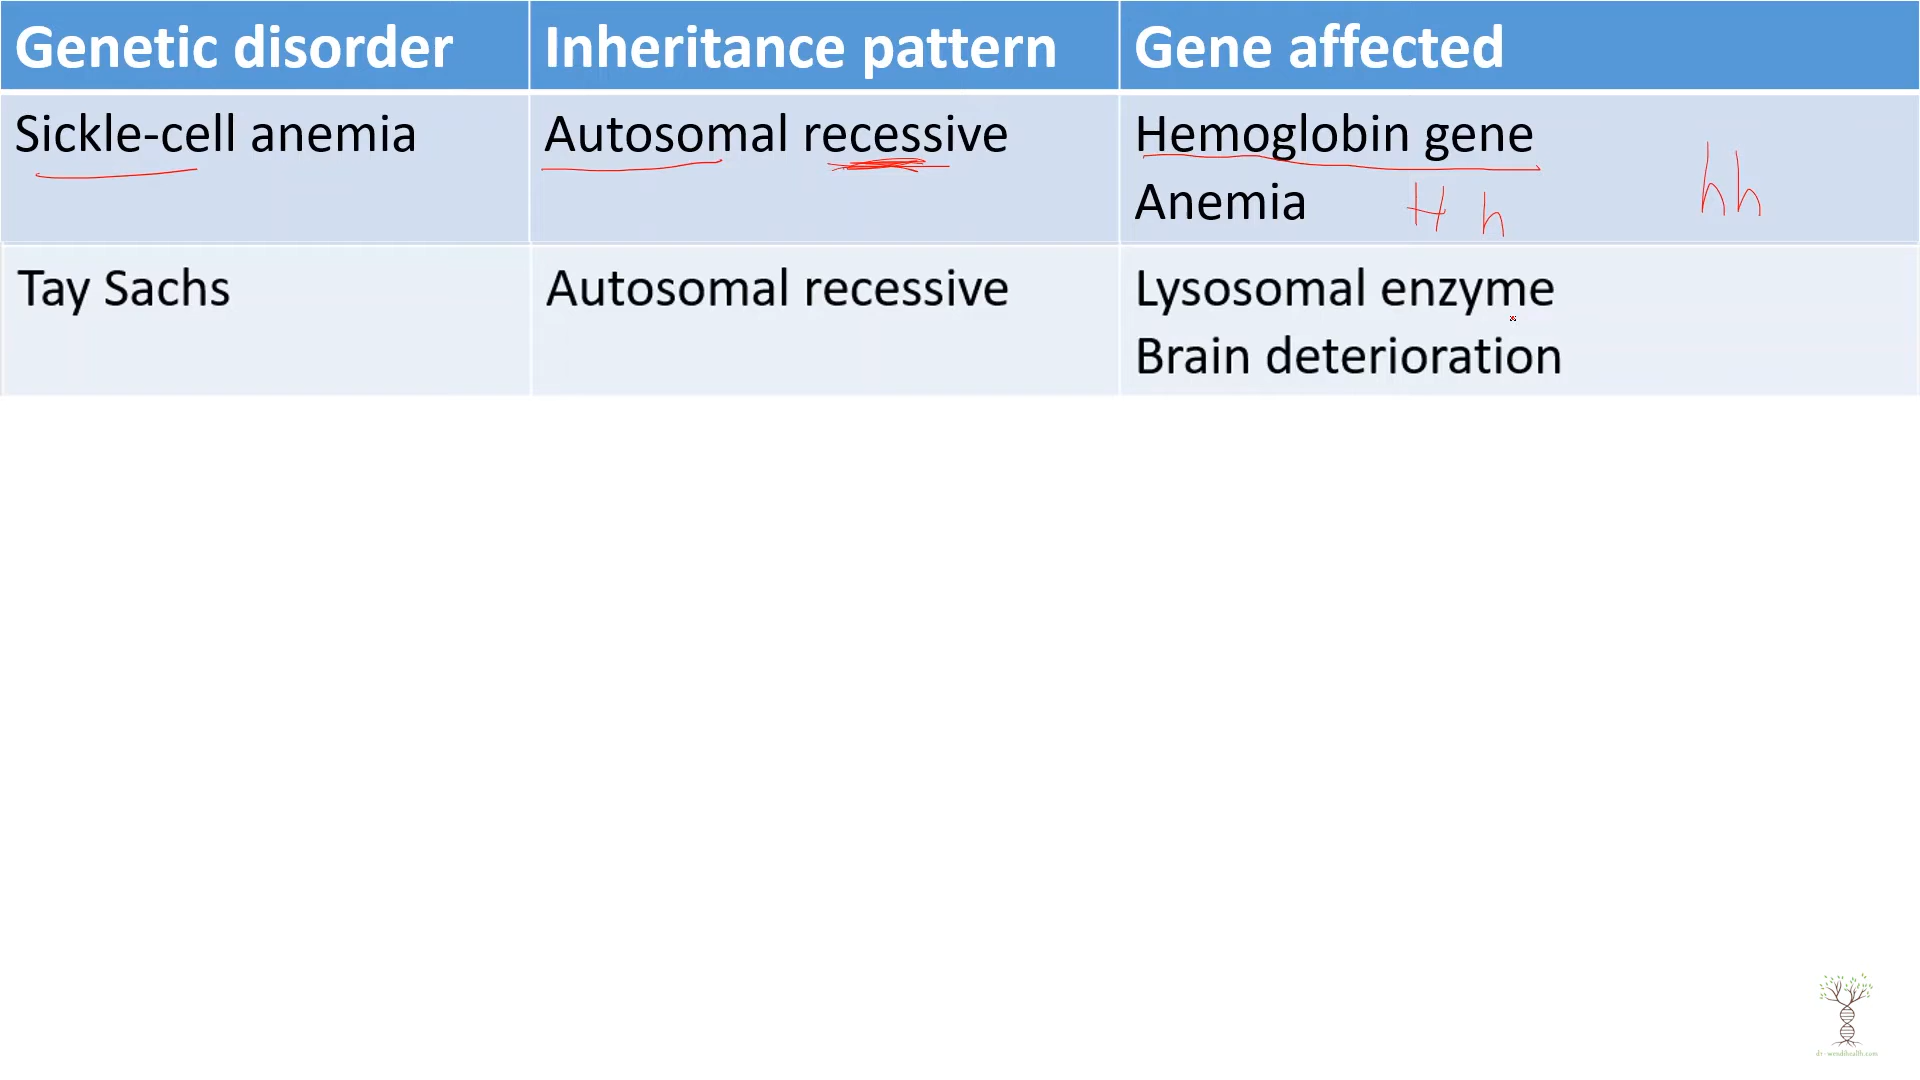 Genetic disorder Inheritance pattern Gene affected
Sickle-cell anemia Autosomal recessive Hemoglobin gene
Anemia H h hh
Tay Sachs Autosomal recessive Lysosomal enzyme
Brain deterioration